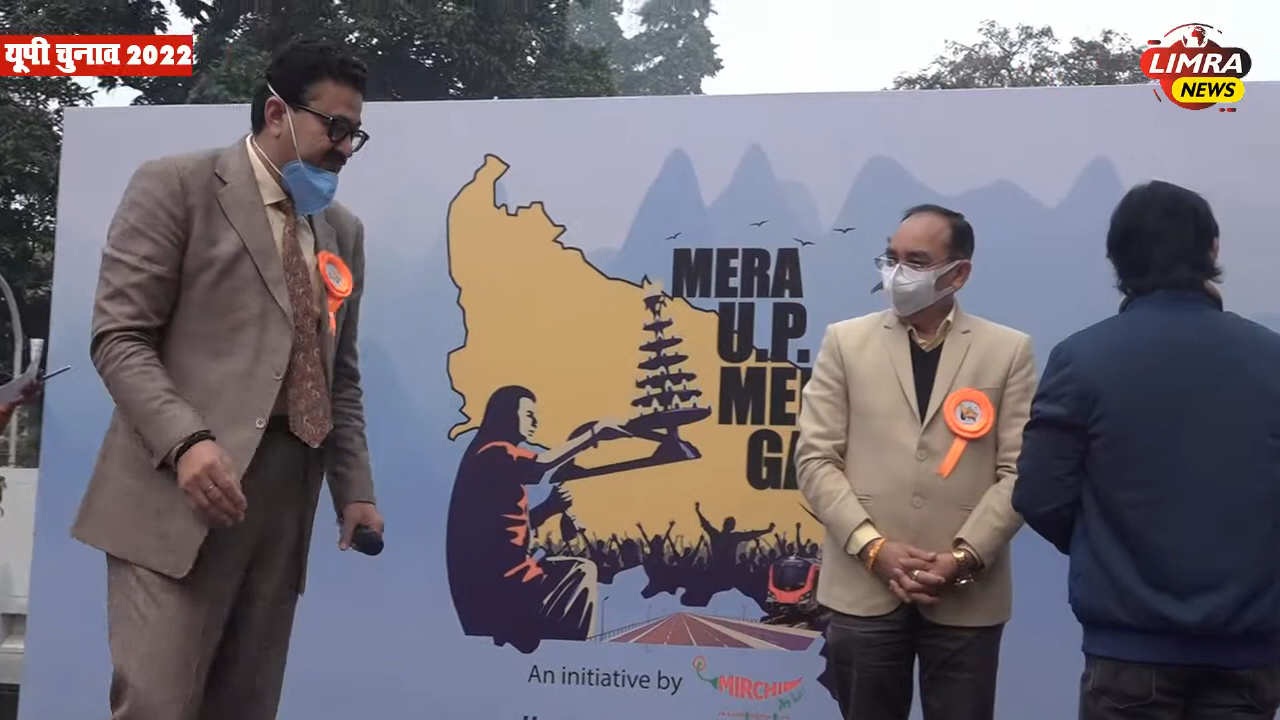 यूपी चुनाव 2022
LIMRA
NEWS
MERA
U.P.
ME
GA
An initiative by
MIRCHI